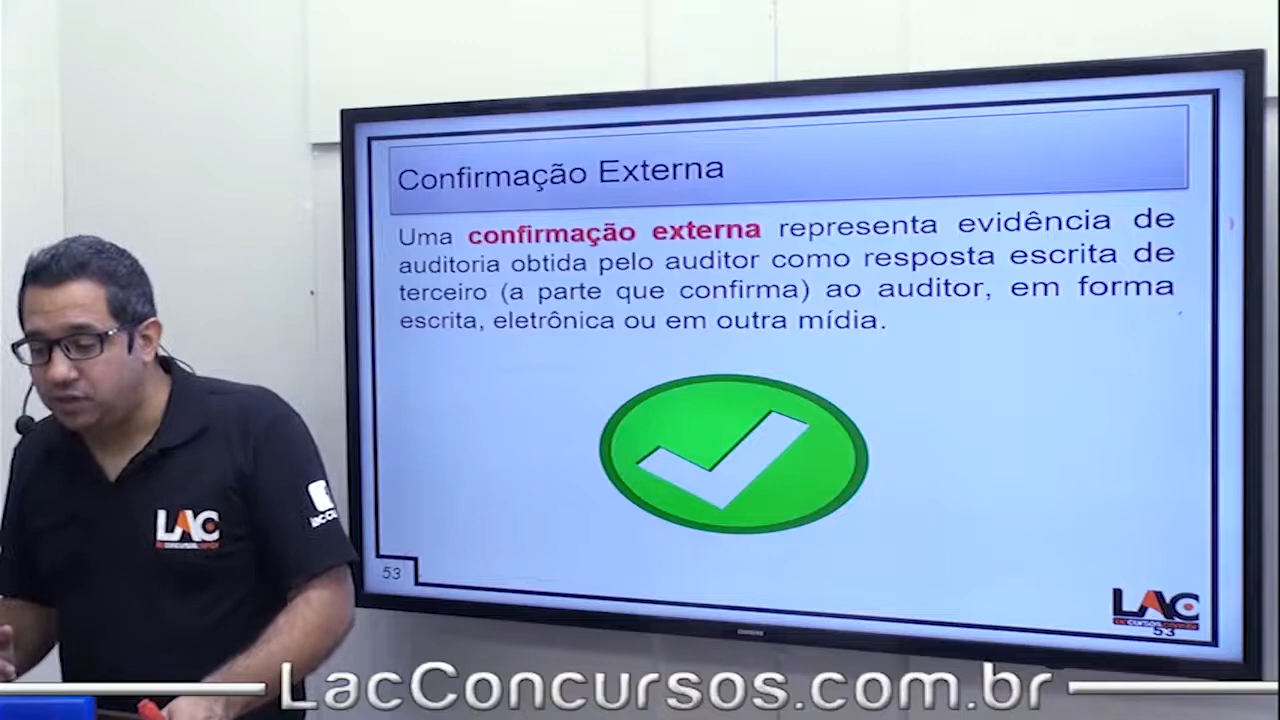 Confirmação Externa
Uma confirmação externa representa evidência de
auditoria obtida pelo auditor como resposta escrita de
terceiro (a parte que confirma) ao auditor, em forma
escrita, eletrônica ou em outra mídia.
LAC
53
LAC
53
LacConcursos.com.br